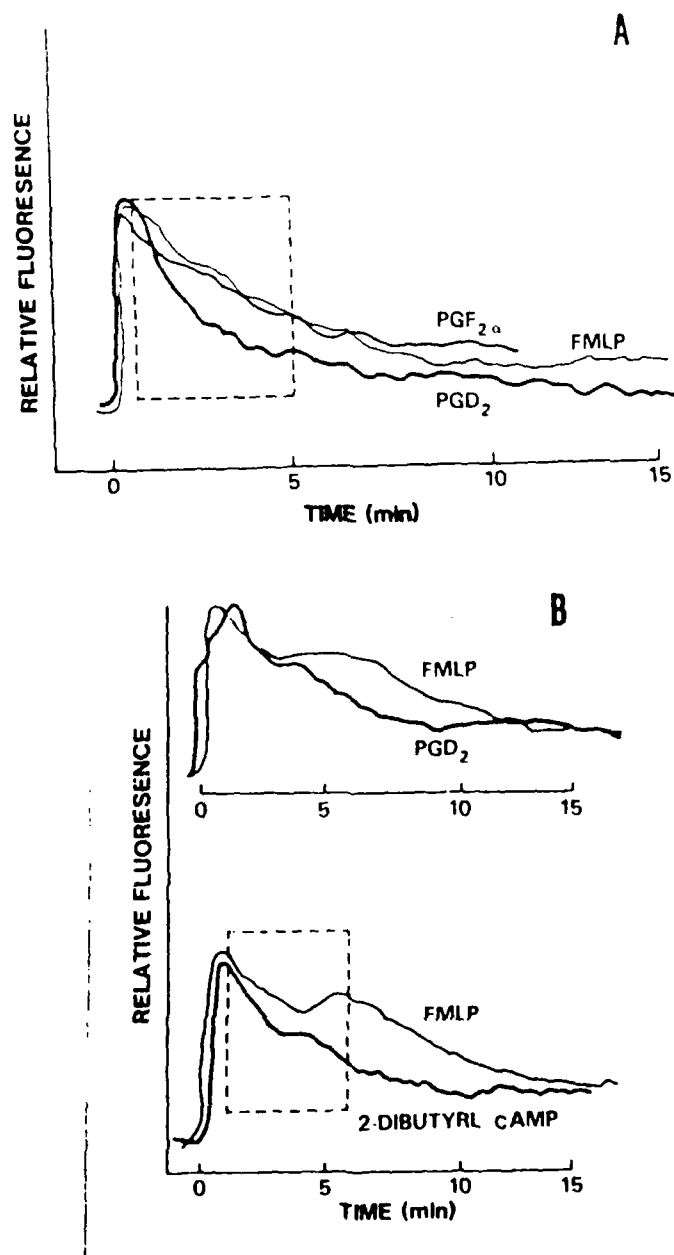 A
RELATIVE FLUORESENCE
PGF2α
FMLP
PGD2
0 5 10 15
TIME (min)
B
RELATIVE FLUORESENCE
FMLP
PGD2
0 5 10 15
FMLP
2-DIBUTYRL cAMP
0 5 10 15
TIME (min)